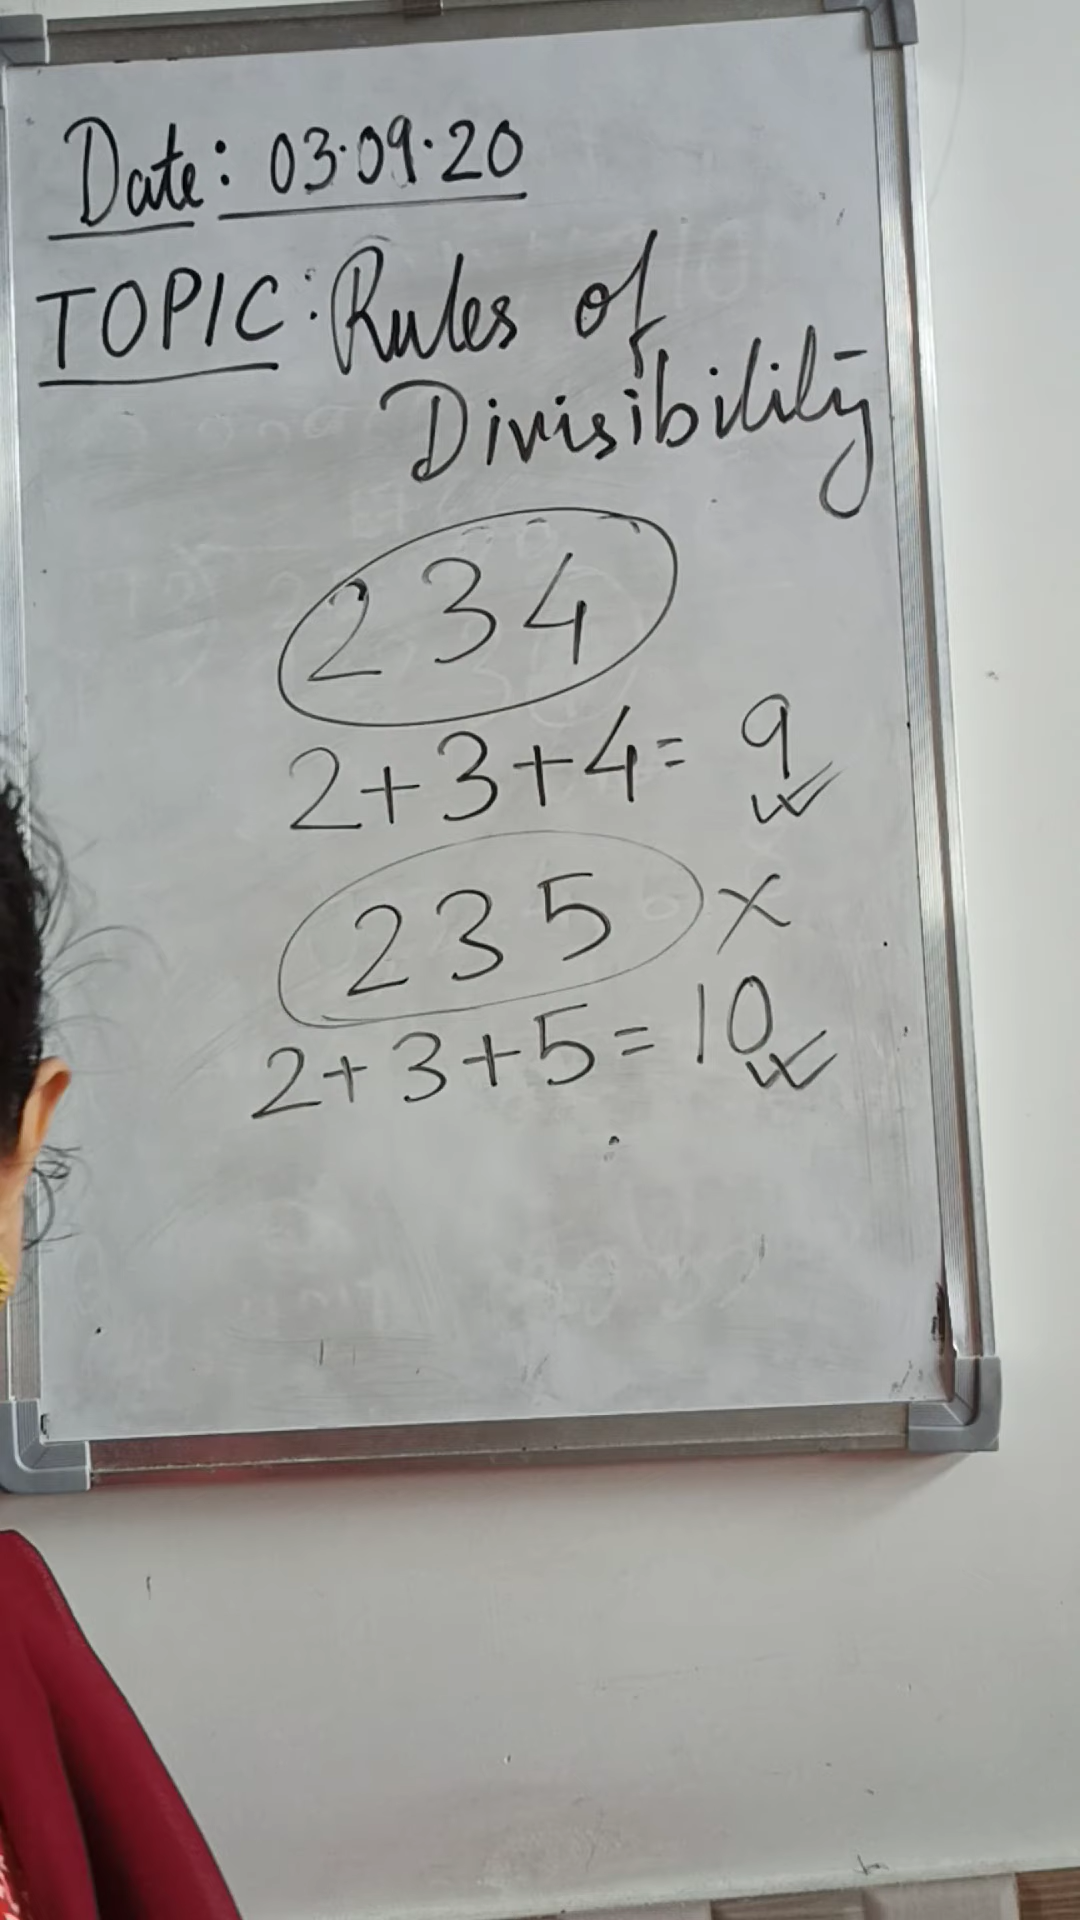 Date: 03.09.20
TOPIC: Rules of
Divisibility
234
2+3+4= 9 ✓✓
235 ×
2+3+5=10 ✓✓